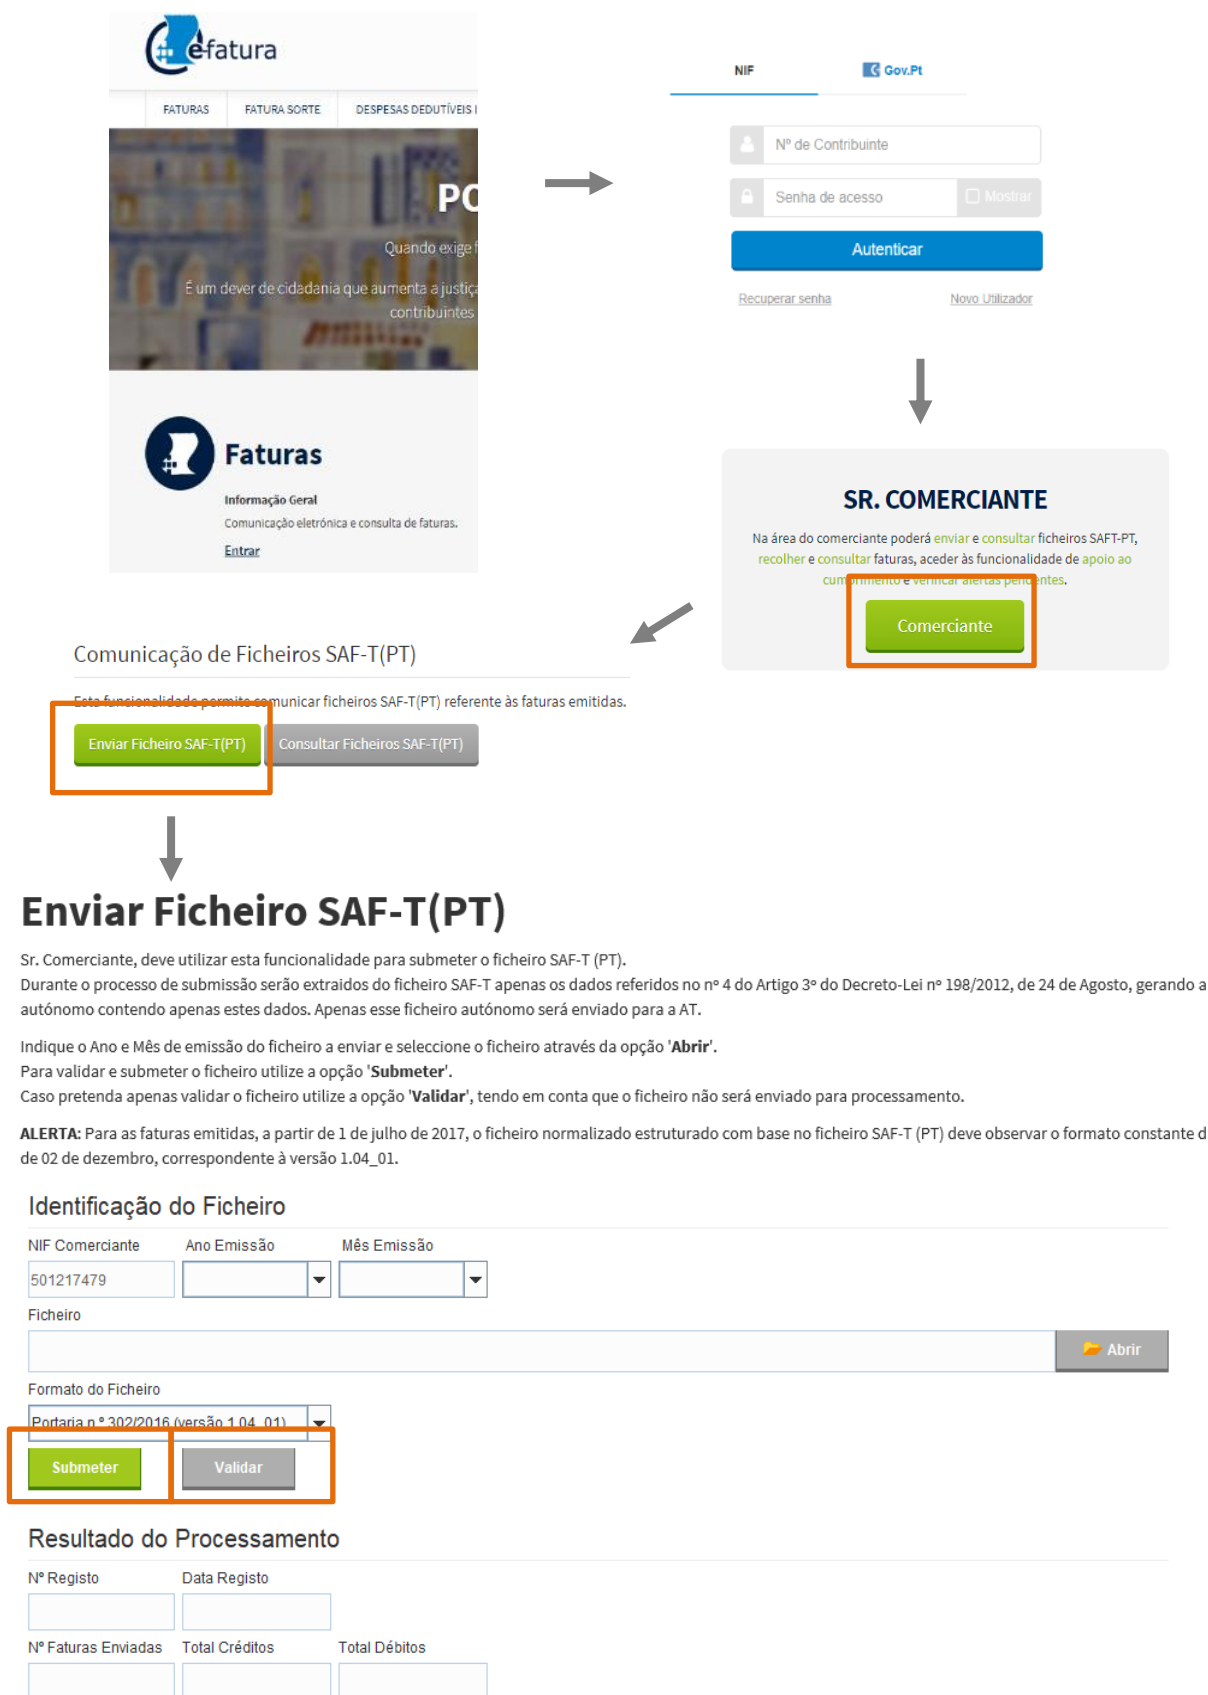 efatura
FATURAS FATURA SORTE DESPESAS DEDUTÍVEIS I
PO
Quando exige f
É um dever de cidadania que aumenta a justiça
contribuintes
Faturas
Informação Geral
Comunicação eletrónica e consulta de faturas.
Entrar
NIF Gov.Pt
Nº de Contribuinte
Senha de acesso Mostrar
Autenticar
Recuperar senha Novo Utilizador
SR. COMERCIANTE
Na área do comerciante poderá enviar e consultar ficheiros SAFT-PT,
recolher e consultar faturas, aceder às funcionalidade de apoio ao
cumprimento e verificar alertas pendentes.
Comerciante
Comunicação de Ficheiros SAF-T(PT)
Esta funcionalidade permite comunicar ficheiros SAF-T(PT) referente às faturas emitidas.
Enviar Ficheiro SAF-T(PT) Consultar Ficheiros SAF-T(PT)
Enviar Ficheiro SAF-T(PT)
Sr. Comerciante, deve utilizar esta funcionalidade para submeter o ficheiro SAF-T (PT).
Durante o processo de submissão serão extraidos do ficheiro SAF-T apenas os dados referidos no nº 4 do Artigo 3º do Decreto-Lei nº 198/2012, de 24 de Agosto, gerando a
autónomo contendo apenas estes dados. Apenas esse ficheiro autónomo será enviado para a AT.
Indique o Ano e Mês de emissão do ficheiro a enviar e seleccione o ficheiro através da opção 'Abrir'.
Para validar e submeter o ficheiro utilize a opção 'Submeter'.
Caso pretenda apenas validar o ficheiro utilize a opção 'Validar', tendo em conta que o ficheiro não será enviado para processamento.
ALERTA: Para as faturas emitidas, a partir de 1 de julho de 2017, o ficheiro normalizado estruturado com base no ficheiro SAF-T (PT) deve observar o formato constante d
de 02 de dezembro, correspondente à versão 1.04_01.
Identificação do Ficheiro
NIF Comerciante Ano Emissão Mês Emissão
501217479
Ficheiro
Abrir
Formato do Ficheiro
Portaria n.º 302/2016 (versão 1.04_01)
Submeter Validar
Resultado do Processamento
Nº Registo Data Registo
Nº Faturas Enviadas Total Créditos Total Débitos